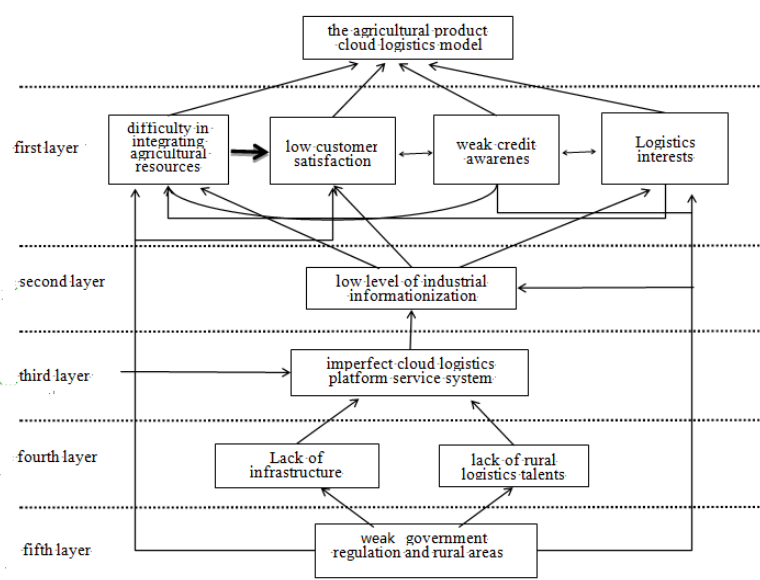 the agricultural product
cloud logistics model
first layer
difficulty in
integrating
agricultural
resources
low customer
satisfaction
weak credit
awarenes
Logistics
interests
second layer
low level of industrial
informationization
third layer
imperfect cloud logistics
platform service system
fourth layer
Lack of
infrastructure
lack of rural
logistics talents
fifth layer
weak government
regulation and rural areas